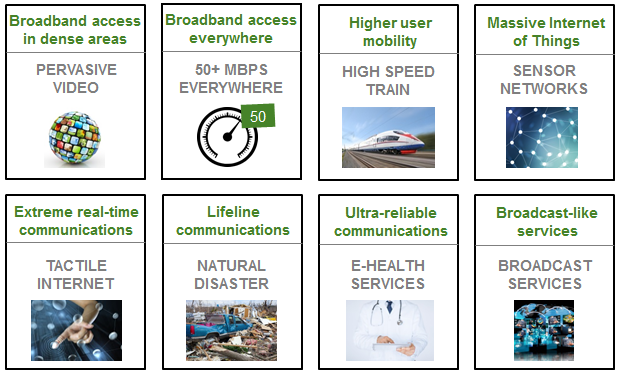 Broadband access
in dense areas
PERVASIVE
VIDEO
Broadband access
everywhere
50+ MBPS
EVERYWHERE
50
Higher user
mobility
HIGH SPEED
TRAIN
Massive Internet
of Things
SENSOR
NETWORKS
Extreme real-time
communications
TACTILE
INTERNET
Lifeline
communications
NATURAL
DISASTER
Ultra-reliable
communications
E-HEALTH
SERVICES
Broadcast-like
services
BROADCAST
SERVICES